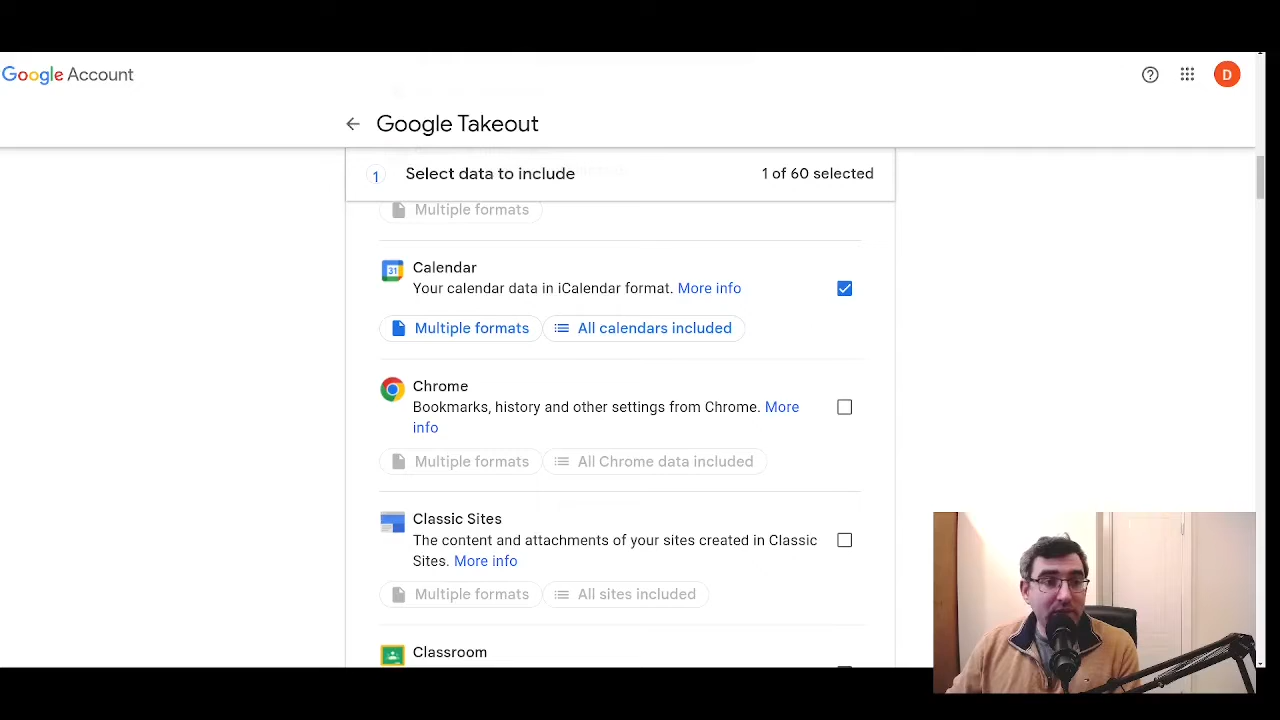 Google Account
D
Google Takeout
1
Select data to include
1 of 60 selected
Multiple formats
31
Calendar
Your calendar data in iCalendar format. More info
Multiple formats
All calendars included
Chrome
Bookmarks, history and other settings from Chrome. More
info
Multiple formats
All Chrome data included
Classic Sites
The content and attachments of your sites created in Classic
Sites. More info
Multiple formats
All sites included
Classroom